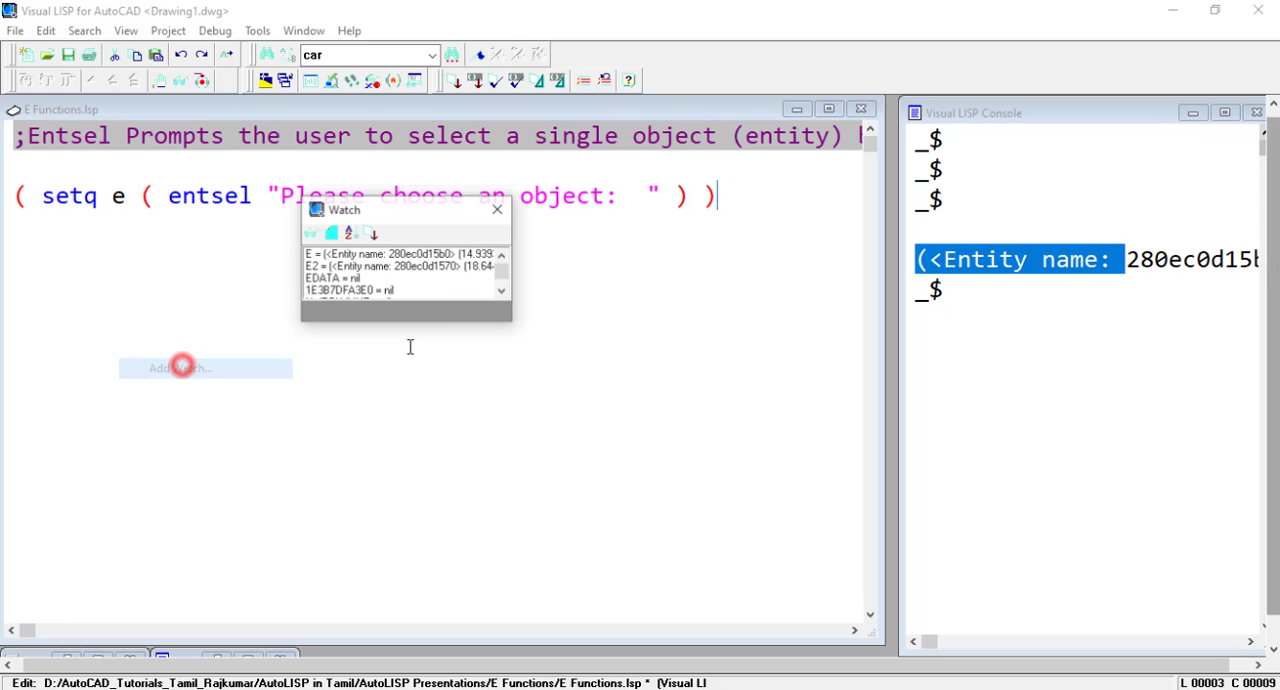 Visual LISP for AutoCAD <Drawing1.dwg>
File Edit Search View Project Debug Tools Window Help
car
E Functions.lsp
;Entsel Prompts the user to select a single object (entity) b
( setq e ( entsel "Please choose an object:  " ) )
Watch
E = (<Entity name: 280ec0d15b0> (14.939
E2 = (<Entity name: 280ec0d1570> (18.64
EDATA = nil
1E3B7DFA3E0 = nil
Add Watch...
Visual LISP Console
_$
_$
_$
(<Entity name: 280ec0d15b
_$
Edit: D:/AutoCAD_Tutorials_Tamil_Rajkumar/AutoLISP in Tamil/AutoLISP Presentations/E Functions/E Functions.lsp * (Visual LI
L 00003 C 00009